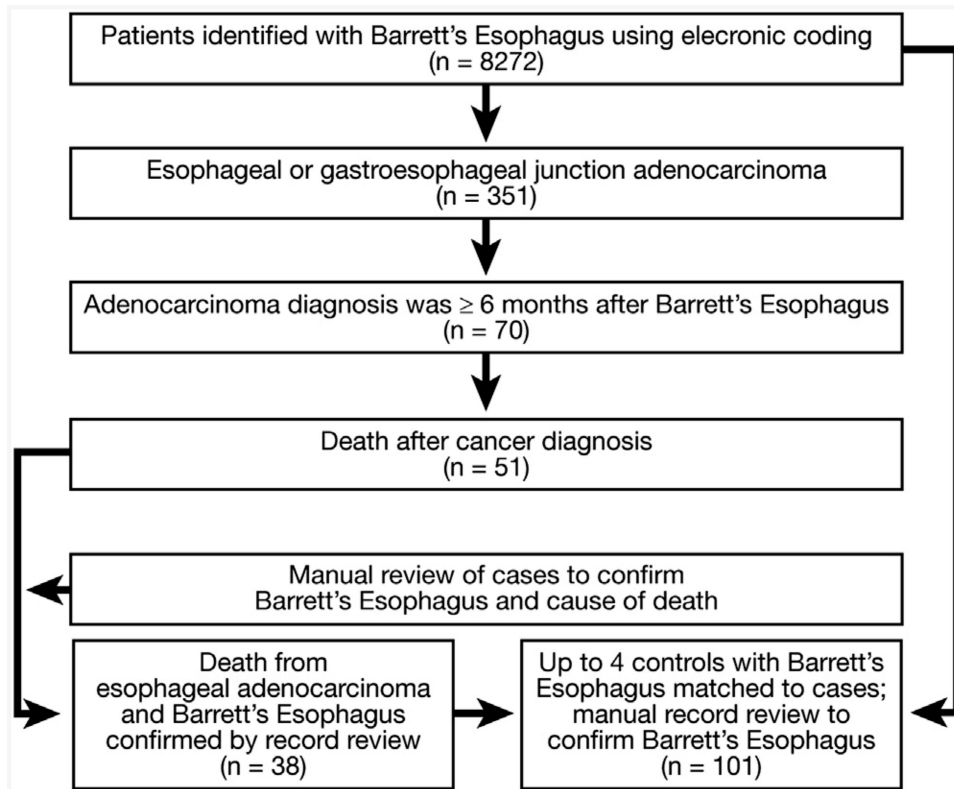 Patients identified with Barrett's Esophagus using elecronic coding
(n = 8272)
Esophageal or gastroesophageal junction adenocarcinoma
(n = 351)
Adenocarcinoma diagnosis was ≥ 6 months after Barrett's Esophagus
(n = 70)
Death after cancer diagnosis
(n = 51)
Manual review of cases to confirm
Barrett's Esophagus and cause of death
Death from
esophageal adenocarcinoma
and Barrett's Esophagus
confirmed by record review
(n = 38)
Up to 4 controls with Barrett's
Esophagus matched to cases;
manual record review to
confirm Barrett's Esophagus
(n = 101)